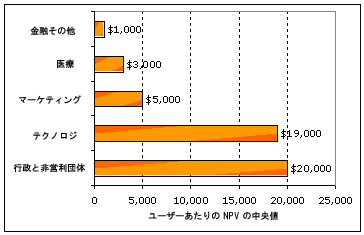 金融その他
$1,000
医療
$3,000
マーケティング
$5,000
テクノロジ
$19,000
行政と非営利団体
$20,000
0 5,000 10,000 15,000 20,000 25,000
ユーザーあたりの NPV の中央値